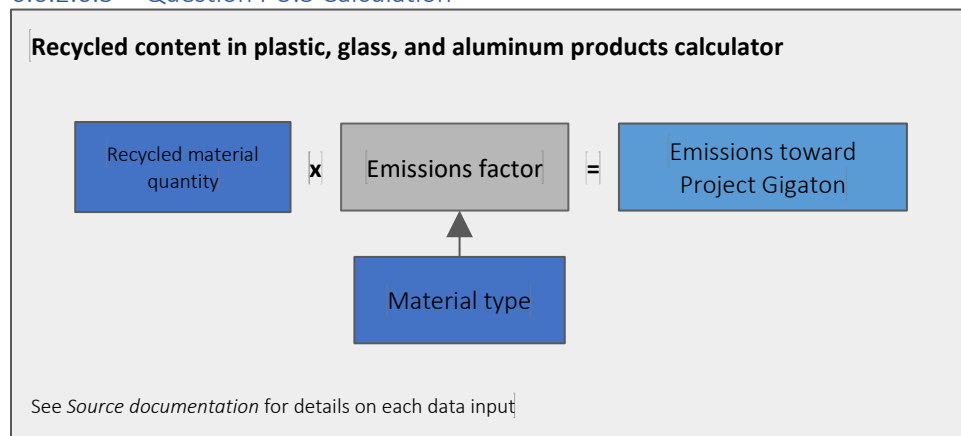 Recycled content in plastic, glass, and aluminum products calculator
Recycled material
quantity
x
Emissions factor
=
Emissions toward
Project Gigaton
Material type
See Source documentation for details on each data input